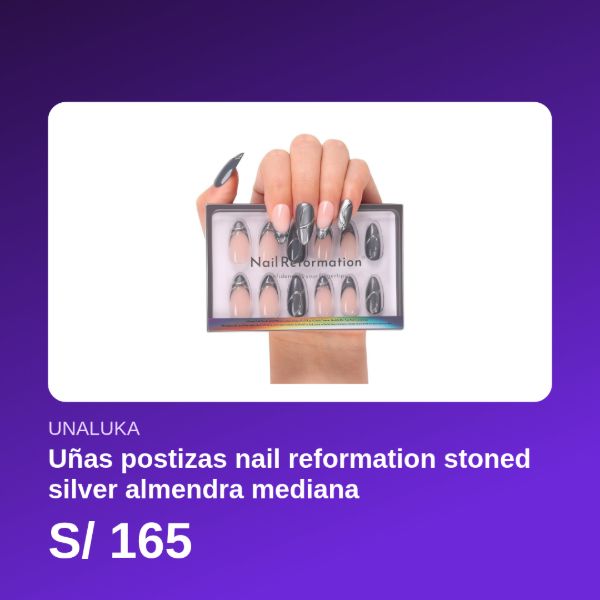 Nail Reformation
UNALUKA
Uñas postizas nail reformation stoned
silver almendra mediana
S/ 165